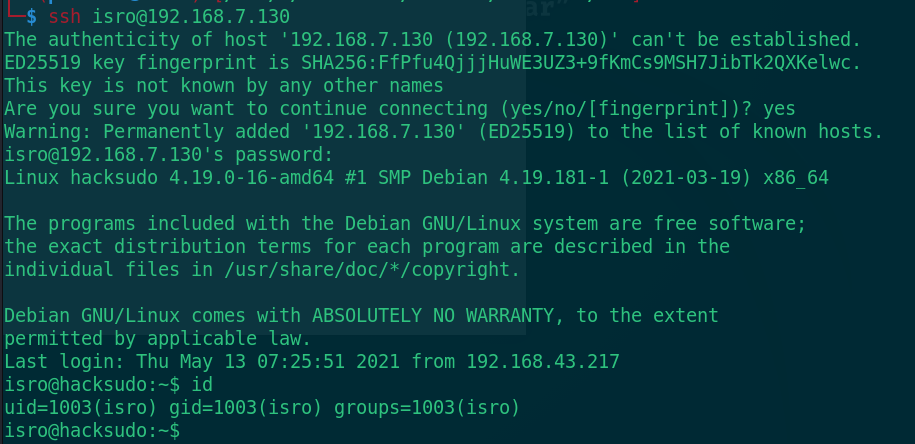 $ ssh isro@192.168.7.130
The authenticity of host '192.168.7.130 (192.168.7.130)' can't be established.
ED25519 key fingerprint is SHA256:FfPfu4QjjjHuWE3UZ3+9fKmCs9MSH7JibTk2QXKelwc.
This key is not known by any other names
Are you sure you want to continue connecting (yes/no/[fingerprint])? yes
Warning: Permanently added '192.168.7.130' (ED25519) to the list of known hosts.
isro@192.168.7.130's password:
Linux hacksudo 4.19.0-16-amd64 #1 SMP Debian 4.19.181-1 (2021-03-19) x86_64

The programs included with the Debian GNU/Linux system are free software;
the exact distribution terms for each program are described in the
individual files in /usr/share/doc/*/copyright.

Debian GNU/Linux comes with ABSOLUTELY NO WARRANTY, to the extent
permitted by applicable law.
Last login: Thu May 13 07:25:51 2021 from 192.168.43.217
isro@hacksudo:~$ id
uid=1003(isro) gid=1003(isro) groups=1003(isro)
isro@hacksudo:~$